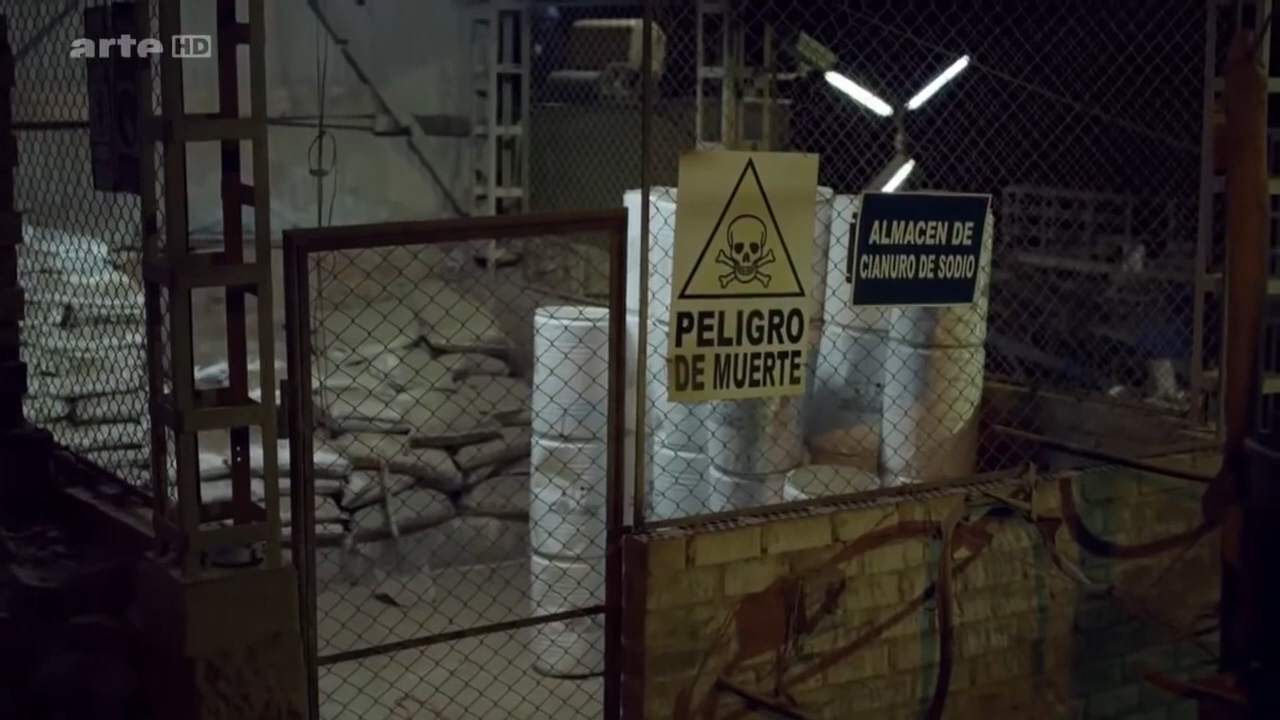 arte HD
PELIGRO
DE MUERTE
ALMACEN DE
CIANURO DE SODIO